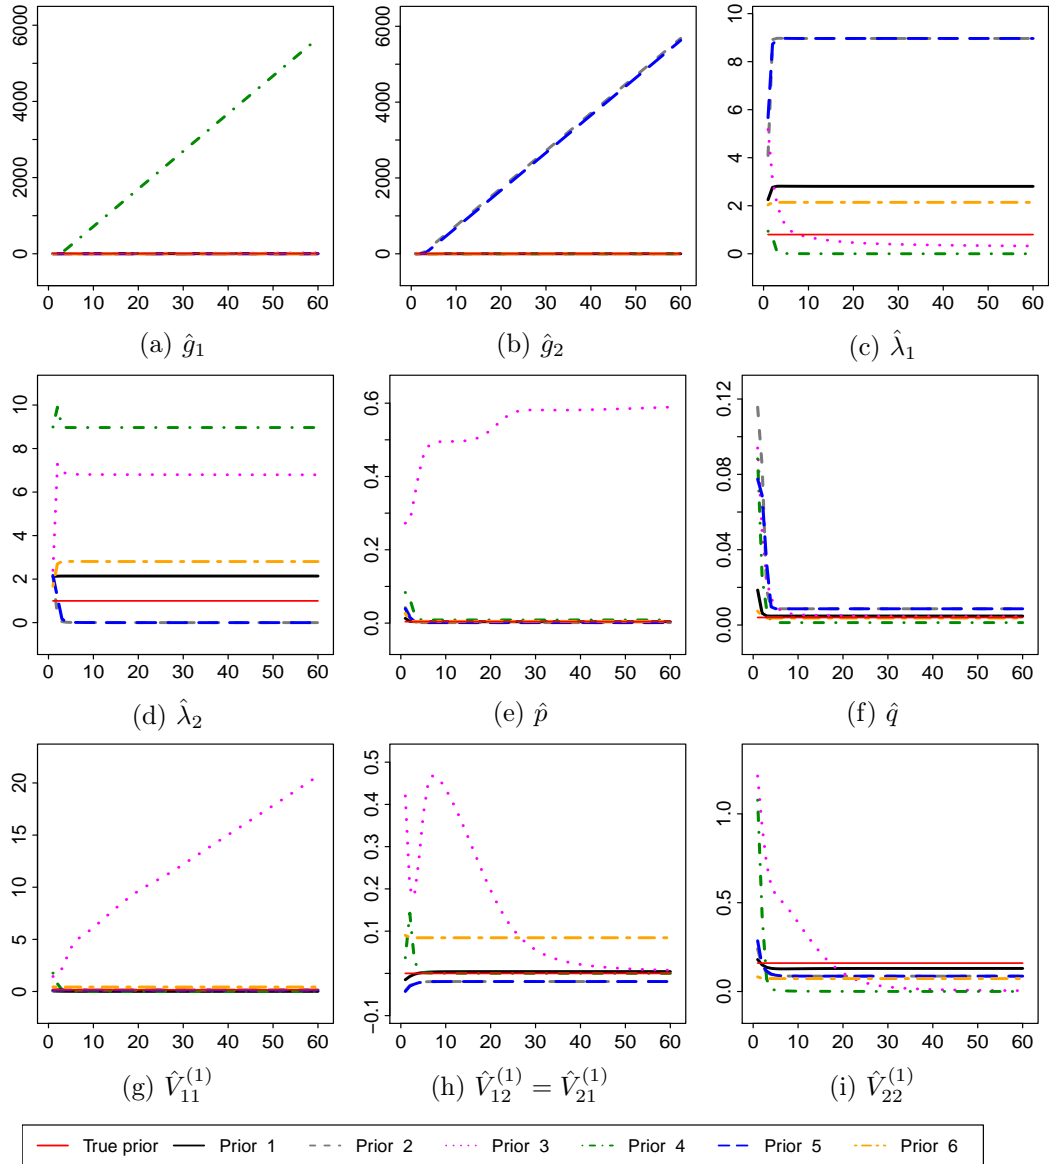 0 2000 4000 6000
0 10 20 30 40 50 60
(a) ĝ₁
0 2000 4000 6000
0 10 20 30 40 50 60
(b) ĝ₂
0 2 4 6 8 10
0 10 20 30 40 50 60
(c) λ̂₁
0 2 4 6 8 10
0 10 20 30 40 50 60
(d) λ̂₂
0.0 0.2 0.4 0.6
0 10 20 30 40 50 60
(e) p̂
0.00 0.04 0.08 0.12
0 10 20 30 40 50 60
(f) q̂
0 5 10 15 20
0 10 20 30 40 50 60
(g) V̂₁₁⁽¹⁾
−0.1 0.1 0.2 0.3 0.4 0.5
0 10 20 30 40 50 60
(h) V̂₁₂⁽¹⁾ = V̂₂₁⁽¹⁾
0.0 0.5 1.0
0 10 20 30 40 50 60
(i) V̂₂₂⁽¹⁾
True prior Prior 1 Prior 2 Prior 3 Prior 4 Prior 5 Prior 6